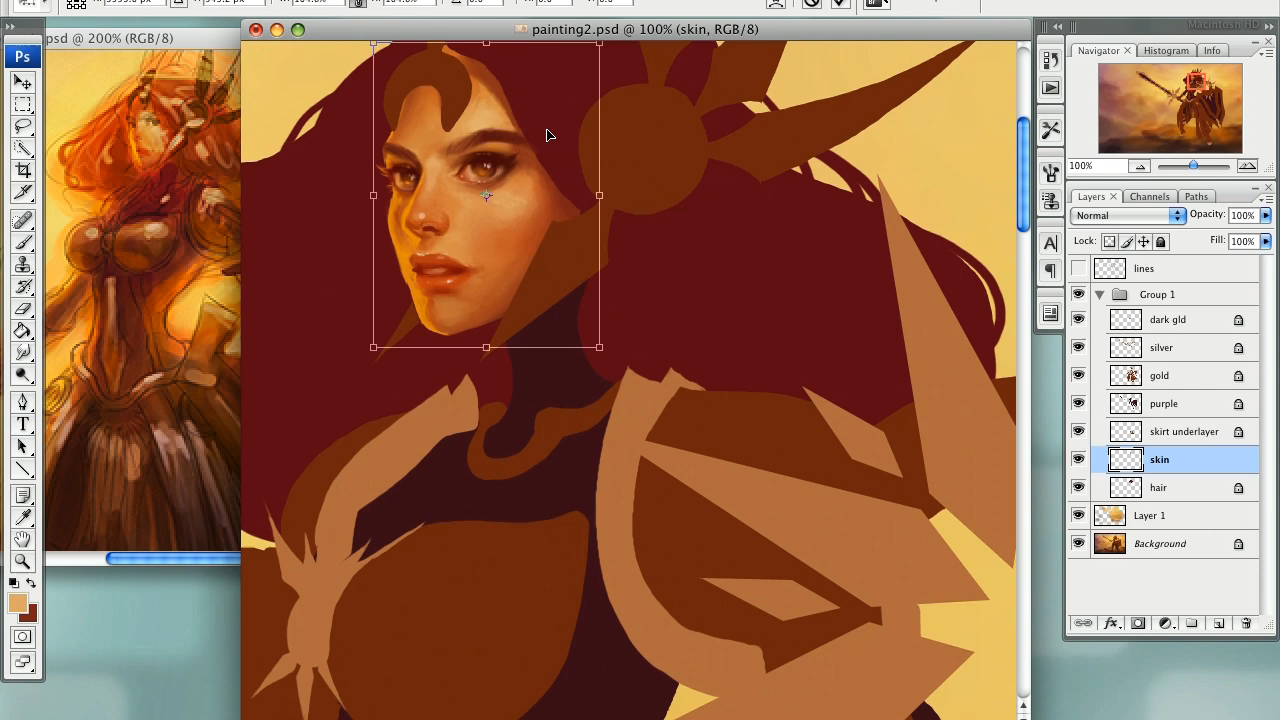 Macintosh HD
psd @ 200% (RGB/8)
painting2.psd @ 100% (skin, RGB/8)
Ps
Navigator × Histogram Info
100%
Layers × Channels Paths
Normal Opacity: 100%
Lock: Fill: 100%
lines
Group 1
dark gld
silver
gold
purple
skirt underlayer
skin
hair
Layer 1
Background